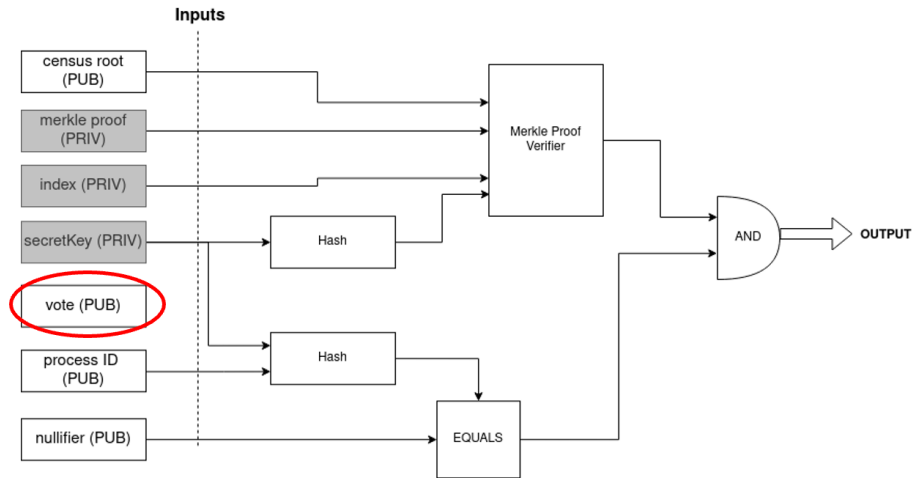 Inputs
census root
(PUB)
merkle proof
(PRIV)
index (PRIV)
secretKey (PRIV)
vote (PUB)
process ID
(PUB)
nullifier (PUB)
Hash
Hash
Merkle Proof
Verifier
EQUALS
AND
OUTPUT